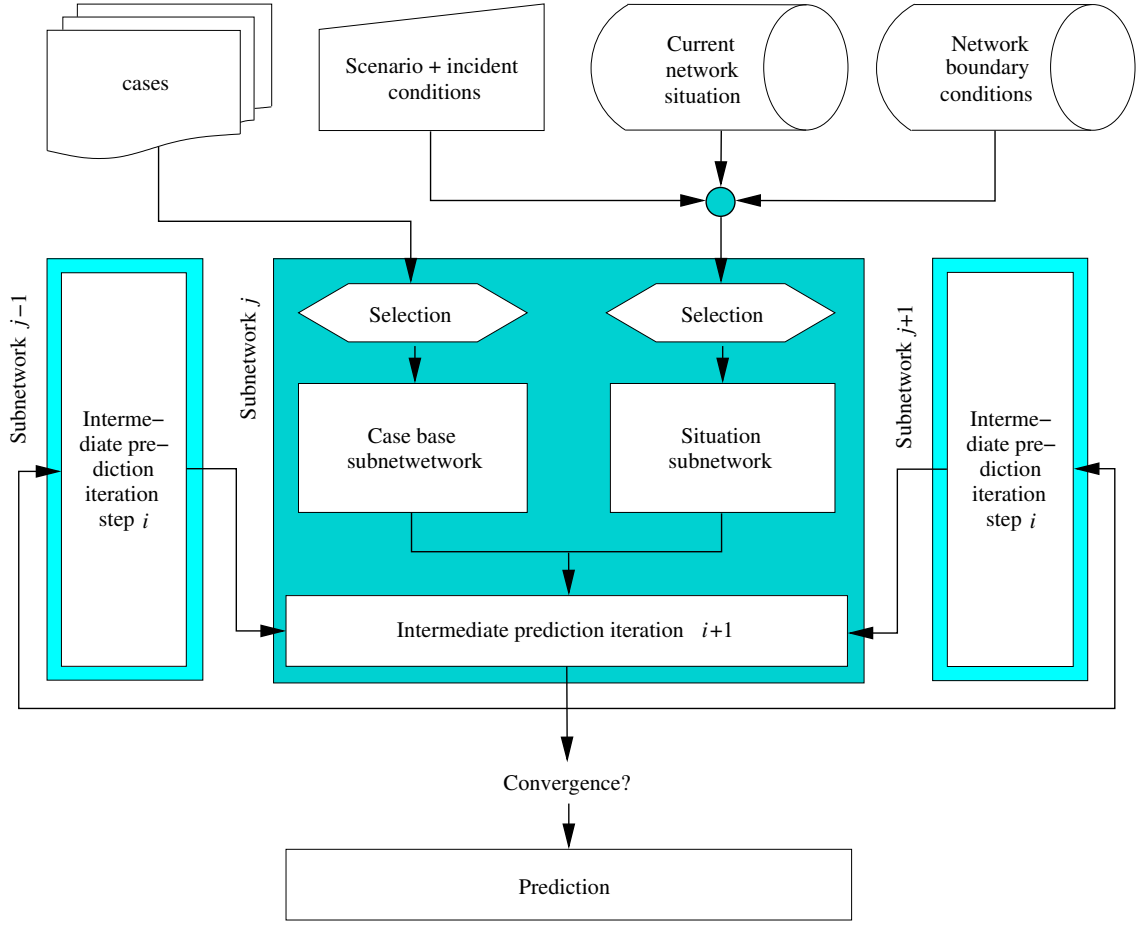 cases
Scenario + incident
conditions
Current
network
situation
Network
boundary
conditions
Subnetwork j−1
Interme−
diate pre−
diction
iteration
step i
Subnetwork j
Selection
Case base
subnetwetwork
Selection
Situation
subnetwork
Subnetwork j+1
Interme−
diate pre−
diction
iteration
step i
Intermediate prediction iteration i+1
Convergence?
Prediction